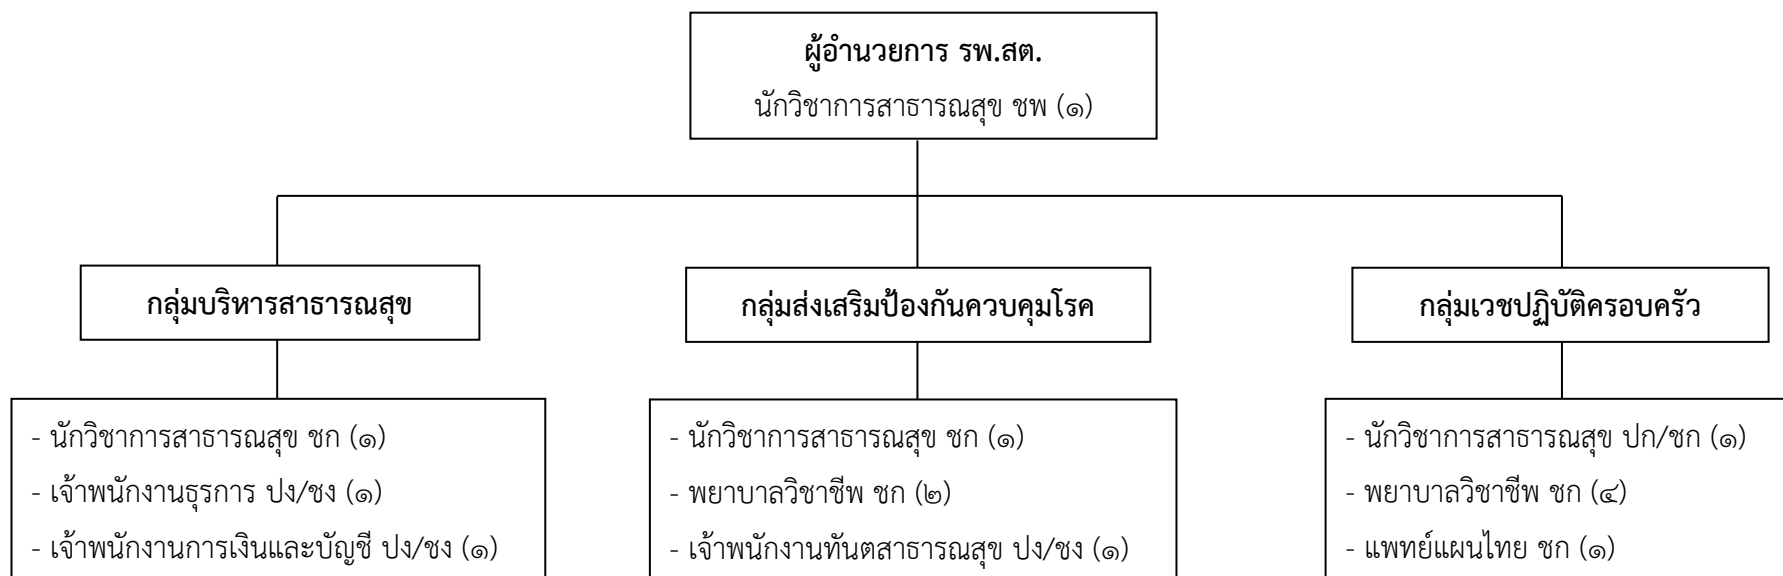 ผู้อำนวยการ รพ.สต.
นักวิชาการสาธารณสุข ชพ (๑)
กลุ่มบริหารสาธารณสุข
- นักวิชาการสาธารณสุข ชก (๑)
- เจ้าพนักงานธุรการ ปง/ชง (๑)
- เจ้าพนักงานการเงินและบัญชี ปง/ชง (๑)
กลุ่มส่งเสริมป้องกันควบคุมโรค
- นักวิชาการสาธารณสุข ชก (๑)
- พยาบาลวิชาชีพ ชก (๒)
- เจ้าพนักงานทันตสาธารณสุข ปง/ชง (๑)
กลุ่มเวชปฏิบัติครอบครัว
- นักวิชาการสาธารณสุข ปก/ชก (๑)
- พยาบาลวิชาชีพ ชก (๔)
- แพทย์แผนไทย ชก (๑)